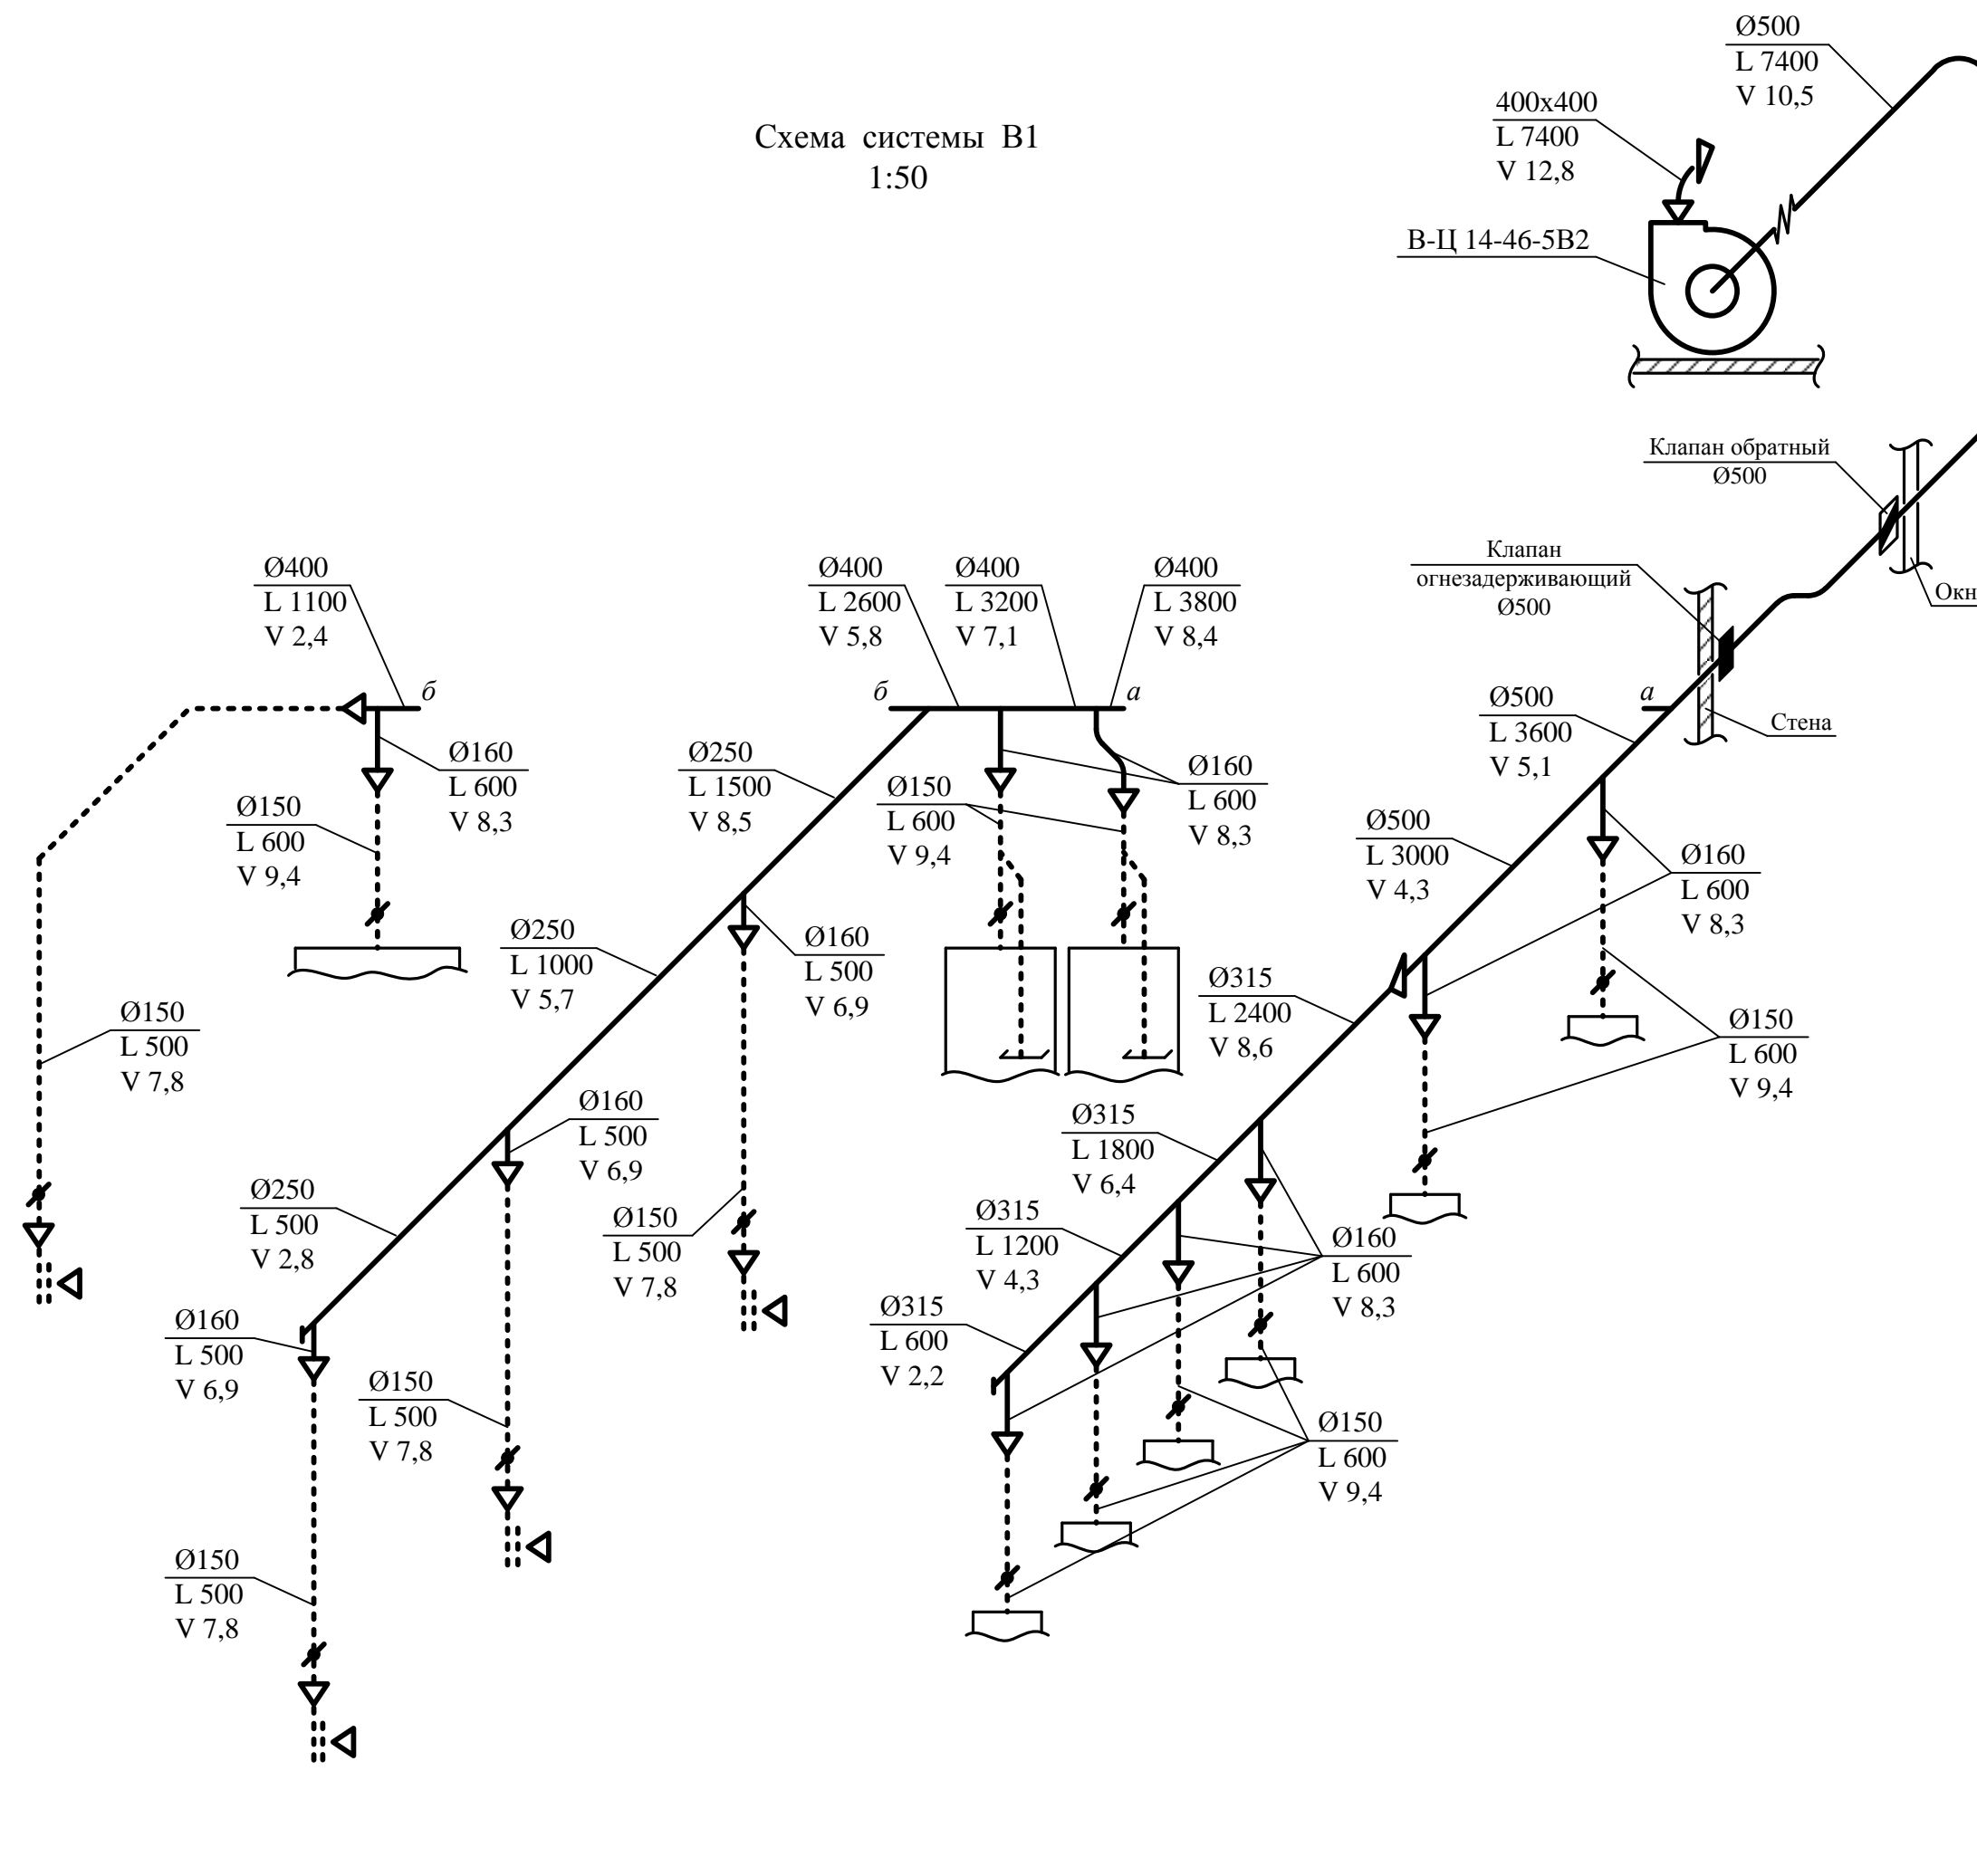 Ø500
L 7400
V 10,5
400х400
L 7400
V 12,8
Схема системы В1
1:50
В-Ц 14-46-5В2
Клапан обратный
Ø500
Клапан
огнезадерживающий
Ø500
Окн
Стена
Ø400
L 1100
V 2,4
б
Ø160
L 600
V 8,3
Ø150
L 600
V 9,4
Ø150
L 500
V 7,8
Ø400
L 2600
V 5,8
Ø400
L 3200
V 7,1
Ø400
L 3800
V 8,4
б
а
Ø250
L 1500
V 8,5
Ø150
L 600
V 9,4
Ø160
L 600
V 8,3
Ø250
L 1000
V 5,7
Ø160
L 500
V 6,9
Ø160
L 500
V 6,9
Ø150
L 500
V 7,8
Ø250
L 500
V 2,8
Ø160
L 500
V 6,9
Ø150
L 500
V 7,8
Ø150
L 500
V 7,8
а
Ø500
L 3600
V 5,1
Ø500
L 3000
V 4,3
Ø160
L 600
V 8,3
Ø315
L 2400
V 8,6
Ø150
L 600
V 9,4
Ø315
L 1800
V 6,4
Ø315
L 1200
V 4,3
Ø160
L 600
V 8,3
Ø315
L 600
V 2,2
Ø150
L 600
V 9,4